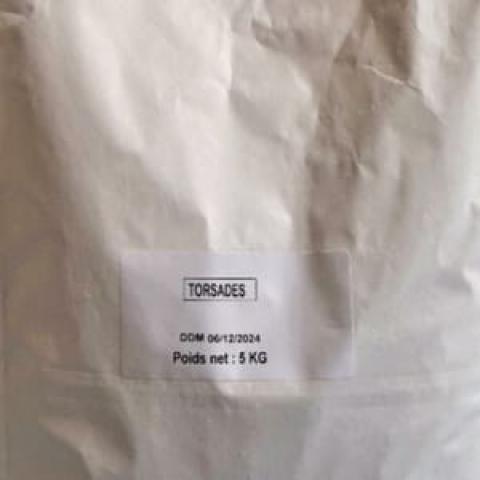 TORSADES
DDM 06/12/2024
Poids net : 5 KG